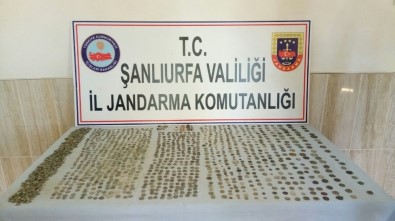 T.C.
ŞANLIURFA VALİLİĞİ
İL JANDARMA KOMUTANLIĞI